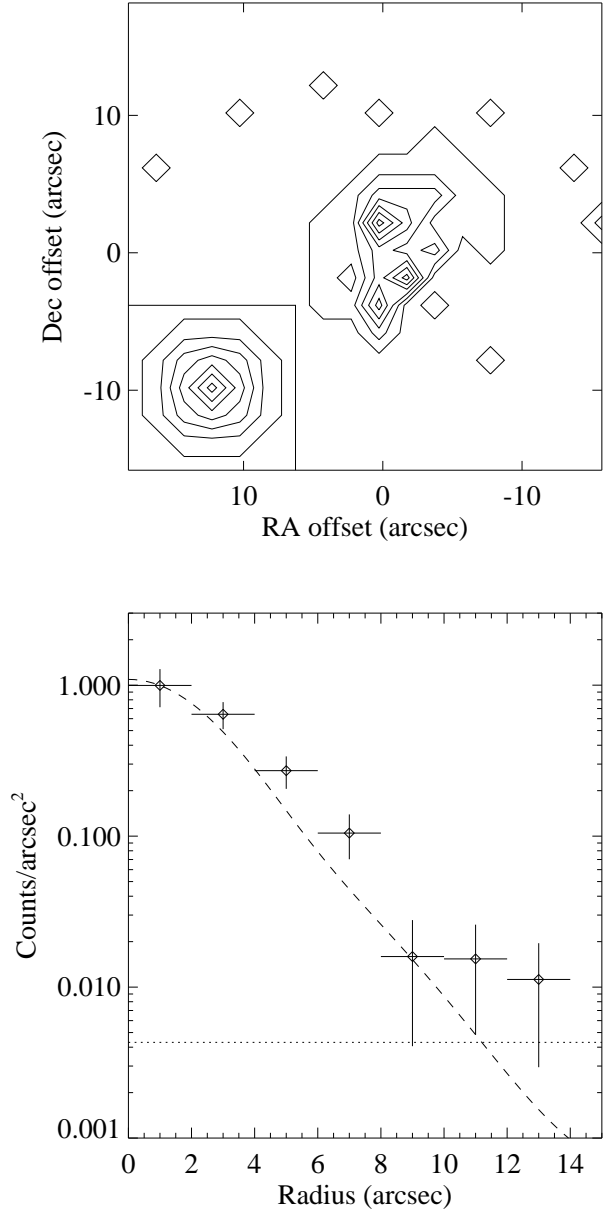 10
0
-10
Dec offset (arcsec)
10 0 -10
RA offset (arcsec)
1.000
0.100
0.010
0.001
Counts/arcsec²
0 2 4 6 8 10 12 14
Radius (arcsec)